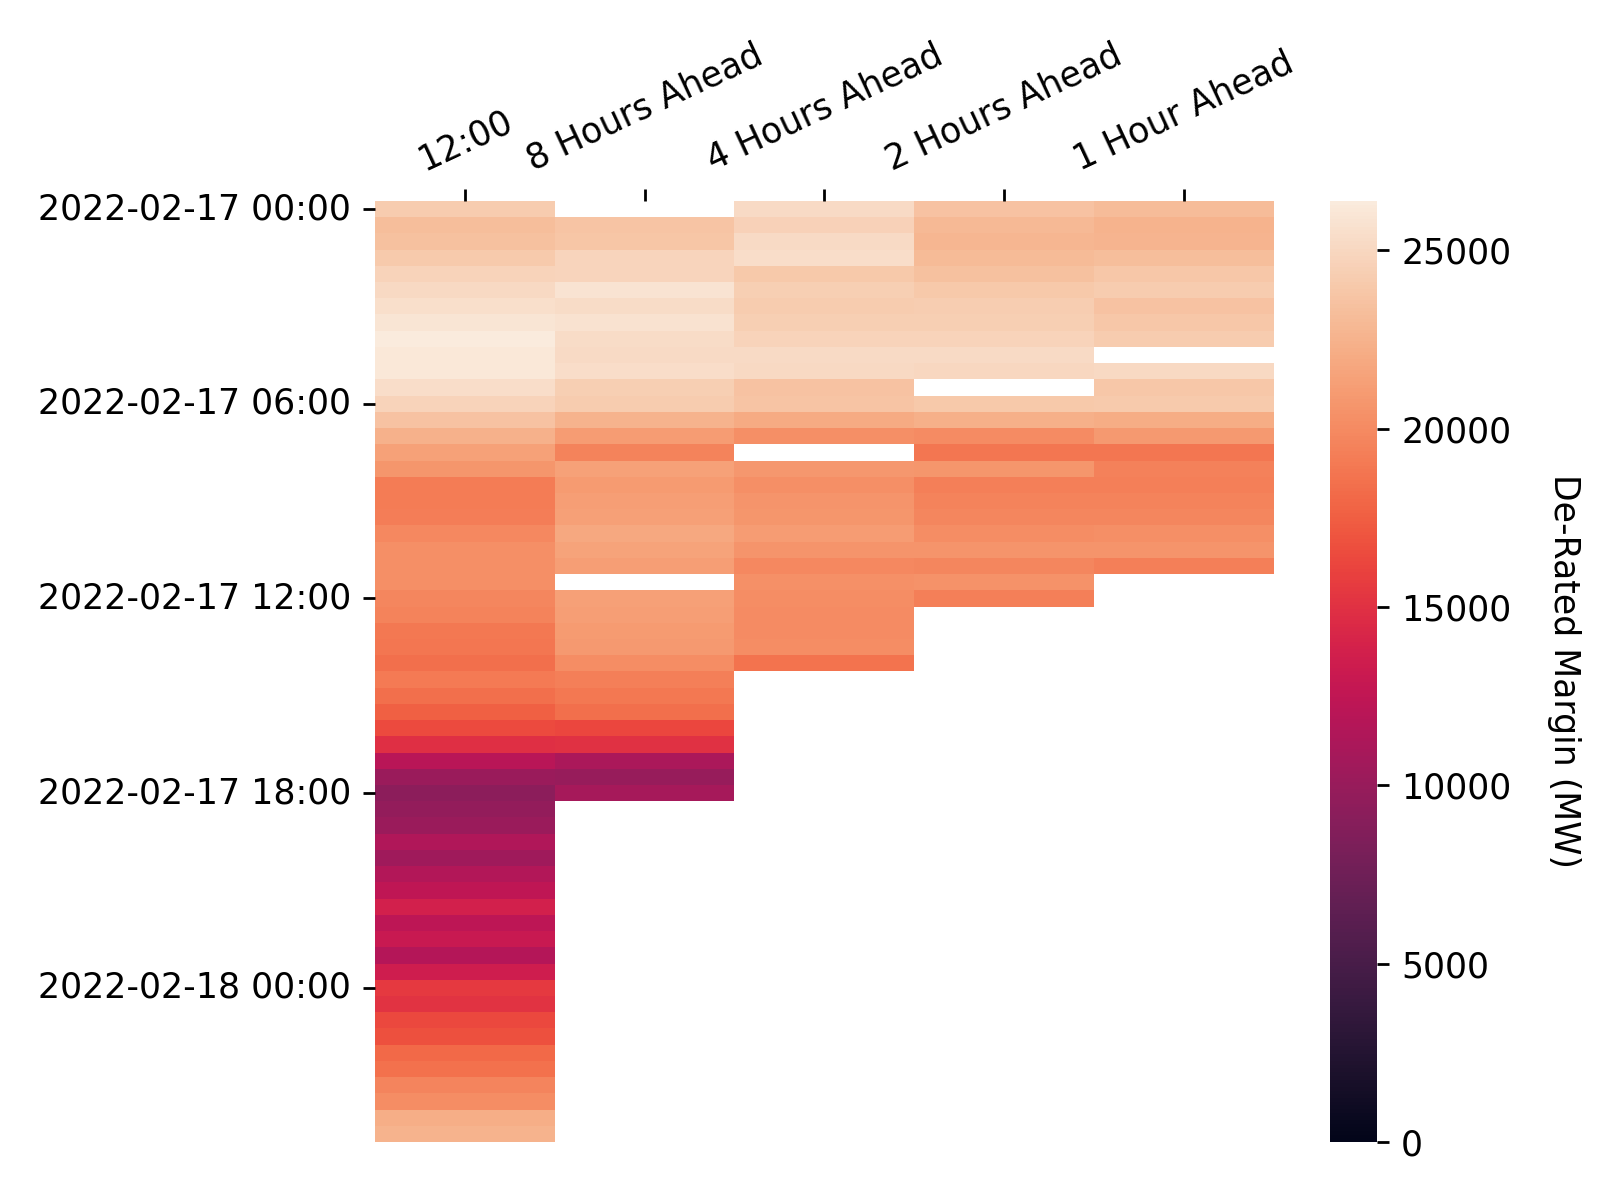 12:00
8 Hours Ahead
4 Hours Ahead
2 Hours Ahead
1 Hour Ahead
2022-02-17 00:00
2022-02-17 06:00
2022-02-17 12:00
2022-02-17 18:00
2022-02-18 00:00
25000
20000
15000
10000
5000
0
De-Rated Margin (MW)